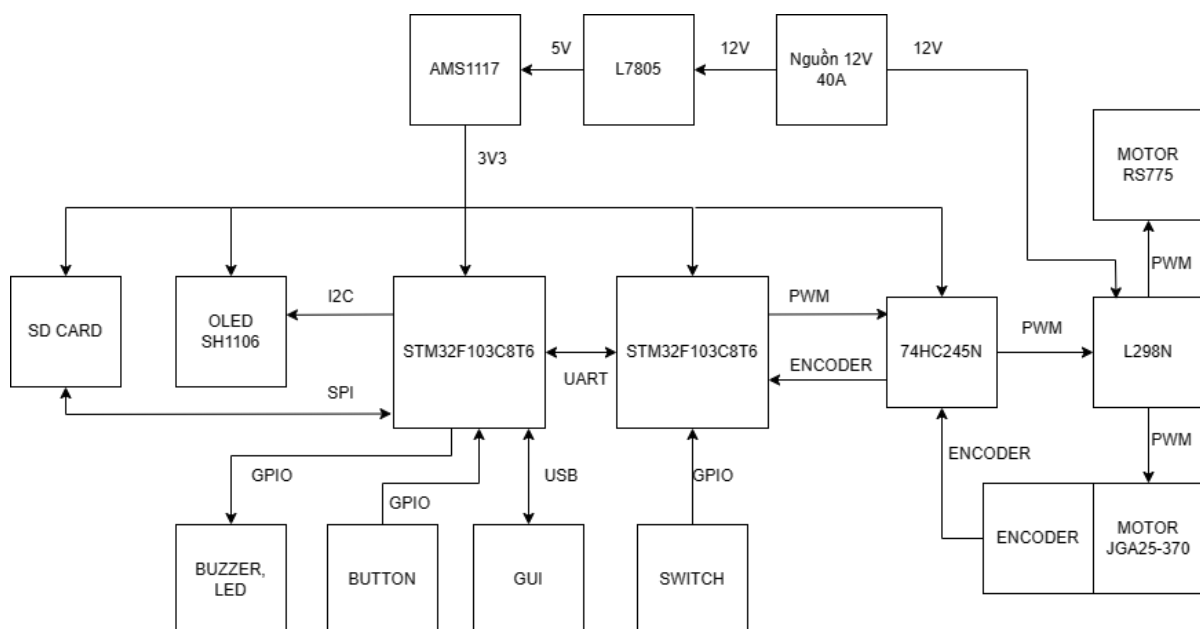 5V
12V
12V
AMS1117
L7805
Nguồn 12V
40A
3V3
MOTOR
RS775
PWM
SD CARD
OLED
SH1106
I2C
STM32F103C8T6
UART
STM32F103C8T6
PWM
ENCODER
74HC245N
PWM
L298N
SPI
PWM
GPIO
GPIO
USB
GPIO
ENCODER
BUZZER,
LED
BUTTON
GUI
SWITCH
ENCODER
MOTOR
JGA25-370